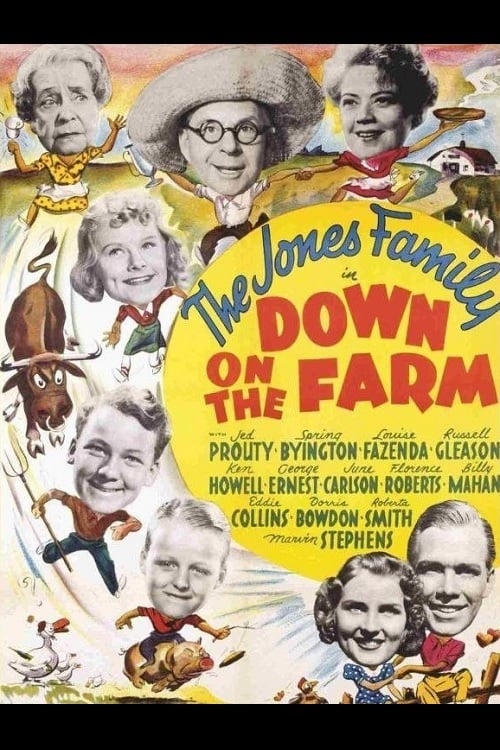 The Jones Family
in
DOWN
ON
THE FARM
WITH Jed Spring Louise Russell
PROUTY · BYINGTON · FAZENDA · GLEASON
Ken George June Florence Billy
HOWELL · ERNEST · CARLSON · ROBERTS · MAHAN
Eddie Dorris Roberta
COLLINS · BOWDON · SMITH
Marvin STEPHENS